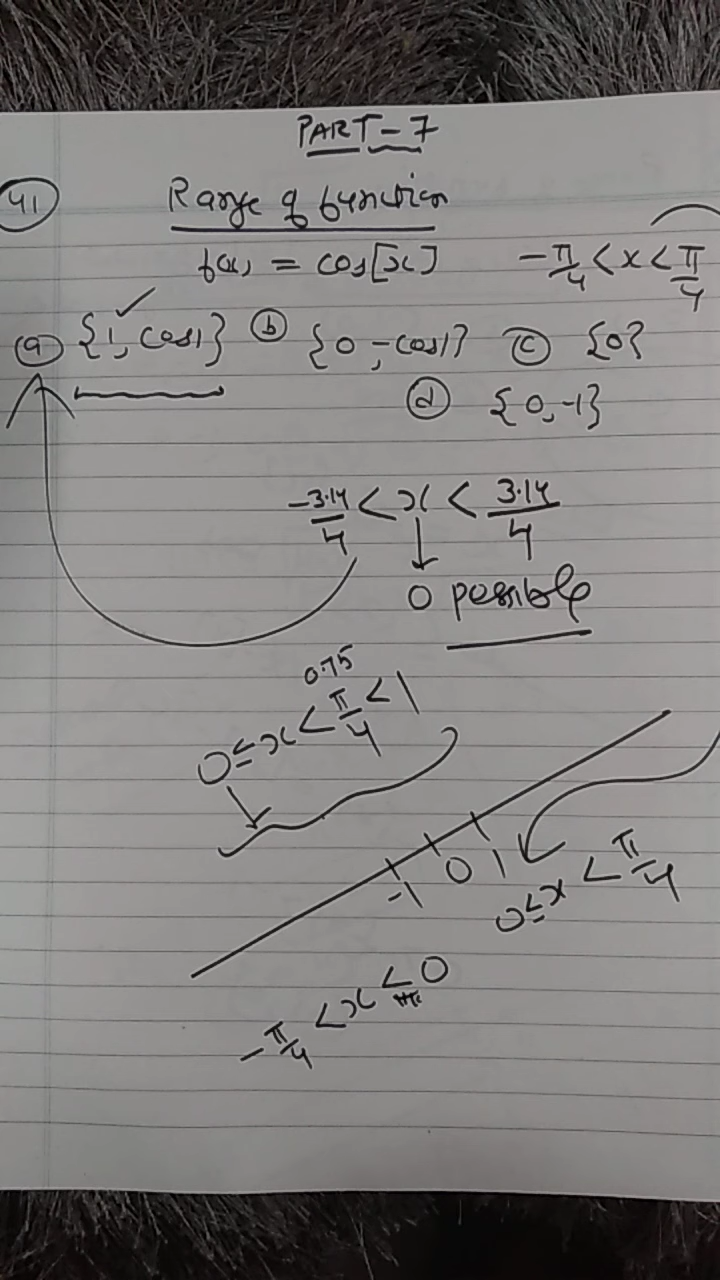 PART-7
41 Range of function
f(x) = cos[x] -π/4 < x < π/4
(a) {1, cos1} (b) {0, -cos1} (c) {0}
(d) {0, -1}
-3.14/4 < x < 3.14/4
0 possible
0.75
0 ≤ x < π/4 < 1
-1 0 1
0 ≤ x < π/4
-π/4 < x < 0